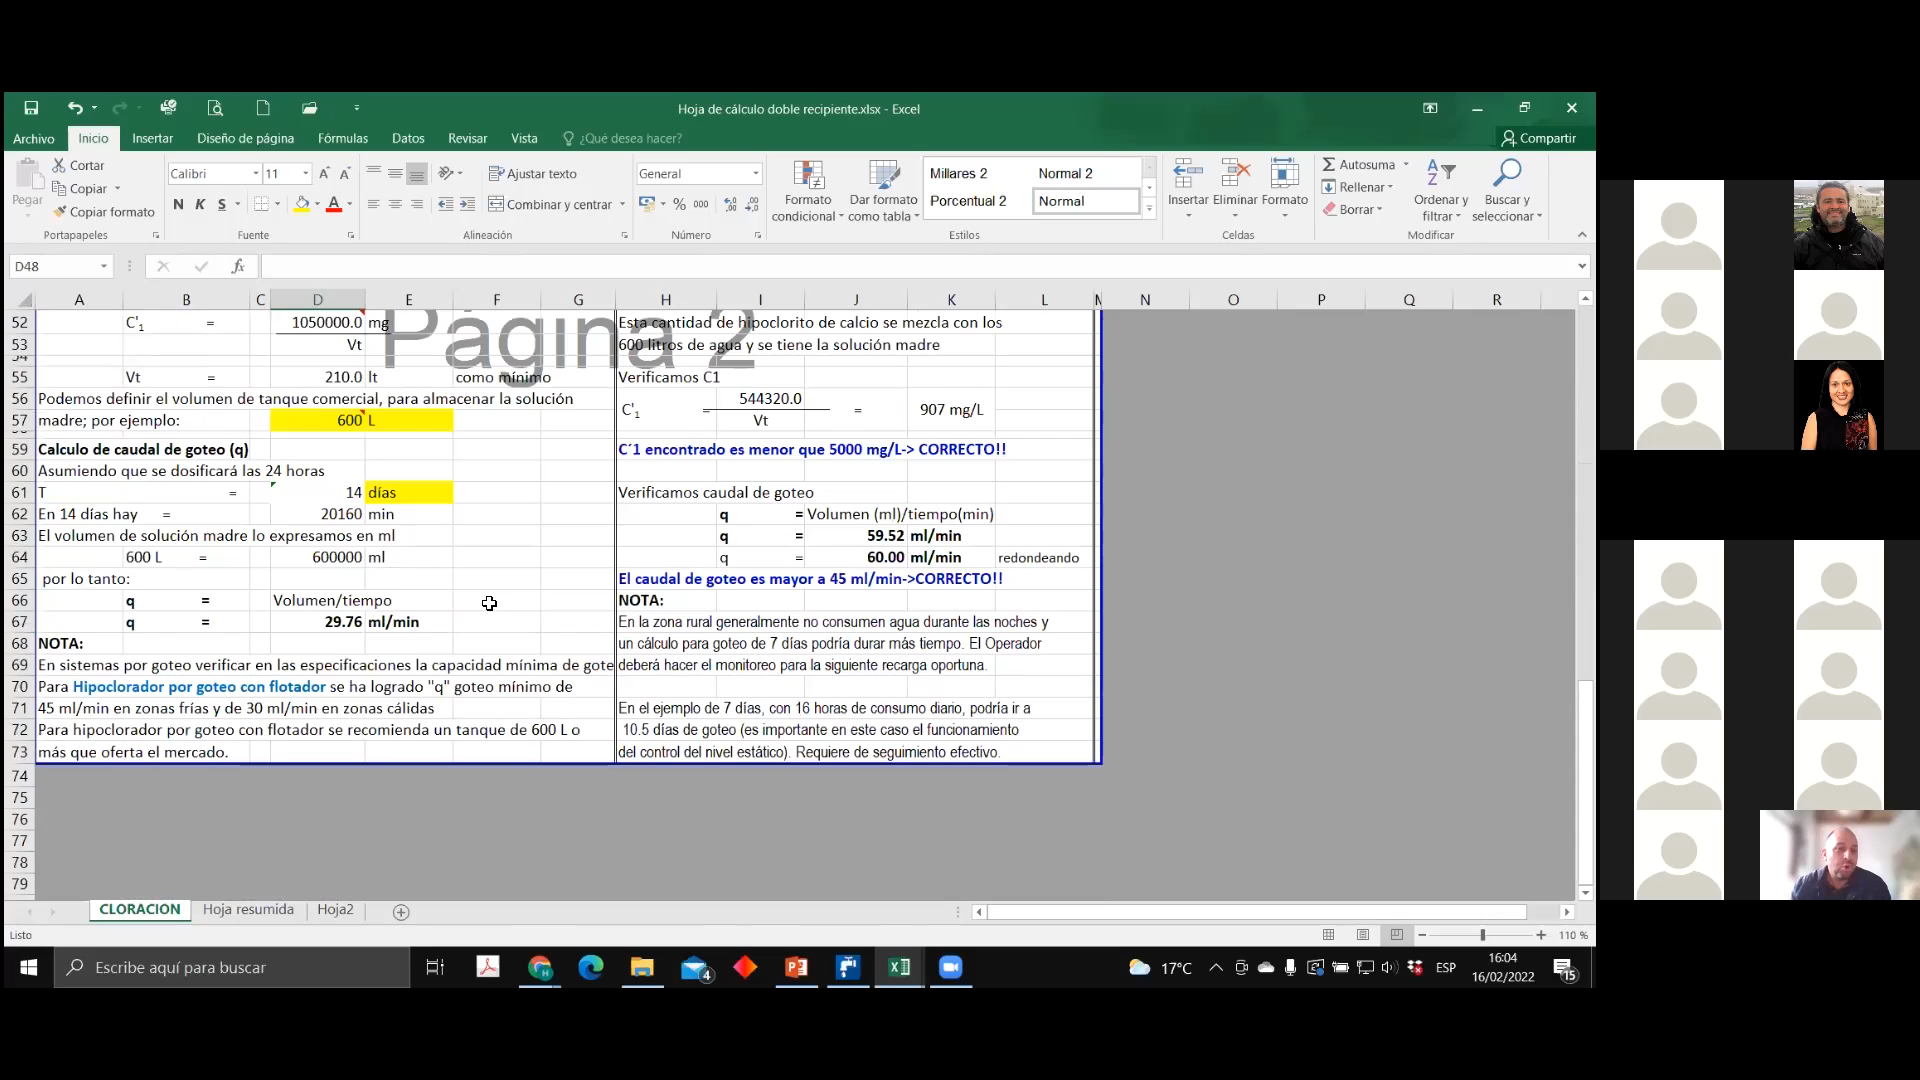 Hoja de cálculo doble recipiente.xlsx - Excel
Archivo Inicio Insertar Diseño de página Fórmulas Datos Revisar Vista ¿Qué desea hacer? Compartir
Pegar Cortar Copiar Copiar formato
Calibri 11
N K S
Ajustar texto
Combinar y centrar
General
% 000
Formato condicional
Dar formato como tabla
Millares 2 Normal 2
Porcentual 2 Normal
Insertar Eliminar Formato
Autosuma
Rellenar
Borrar
Ordenar y filtrar
Buscar y seleccionar
Portapapeles Fuente Alineación Número Estilos Celdas Modificar
D48 fx
A B C D E F G H I J K L M N O P Q R
Página 2
52 C'1 = 1050000.0 mg Esta cantidad de hipoclorito de calcio se mezcla con los
53 Vt 600 litros de agua y se tiene la solución madre
54
55 Vt = 210.0 lt como mínimo Verificamos C1
56 Podemos definir el volumen de tanque comercial, para almacenar la solución C'1 = 544320.0 = 907 mg/L
57 madre; por ejemplo: 600 L Vt
58
59 Calculo de caudal de goteo (q) C´1 encontrado es menor que 5000 mg/L-> CORRECTO!!
60 Asumiendo que se dosificará las 24 horas
61 T = 14 días Verificamos caudal de goteo
62 En 14 días hay = 20160 min q = Volumen (ml)/tiempo(min)
63 El volumen de solución madre lo expresamos en ml q = 59.52 ml/min
64 600 L = 600000 ml q = 60.00 ml/min redondeando
65 por lo tanto: El caudal de goteo es mayor a 45 ml/min->CORRECTO!!
66 q = Volumen/tiempo NOTA:
67 q = 29.76 ml/min En la zona rural generalmente no consumen agua durante las noches y
68 NOTA: un cálculo para goteo de 7 días podría durar más tiempo. El Operador
69 En sistemas por goteo verificar en las especificaciones la capacidad mínima de gote deberá hacer el monitoreo para la siguiente recarga oportuna.
70 Para Hipoclorador por goteo con flotador se ha logrado "q" goteo mínimo de
71 45 ml/min en zonas frías y de 30 ml/min en zonas cálidas En el ejemplo de 7 días, con 16 horas de consumo diario, podría ir a
72 Para hipoclorador por goteo con flotador se recomienda un tanque de 600 L o 10.5 días de goteo (es importante en este caso el funcionamiento
73 más que oferta el mercado. del control del nivel estático). Requiere de seguimiento efectivo.
74
75
76
77
78
79
CLORACION Hoja resumida Hoja2
Listo 110 %
Escribe aquí para buscar 4 17°C ESP 16:04
16/02/2022 15